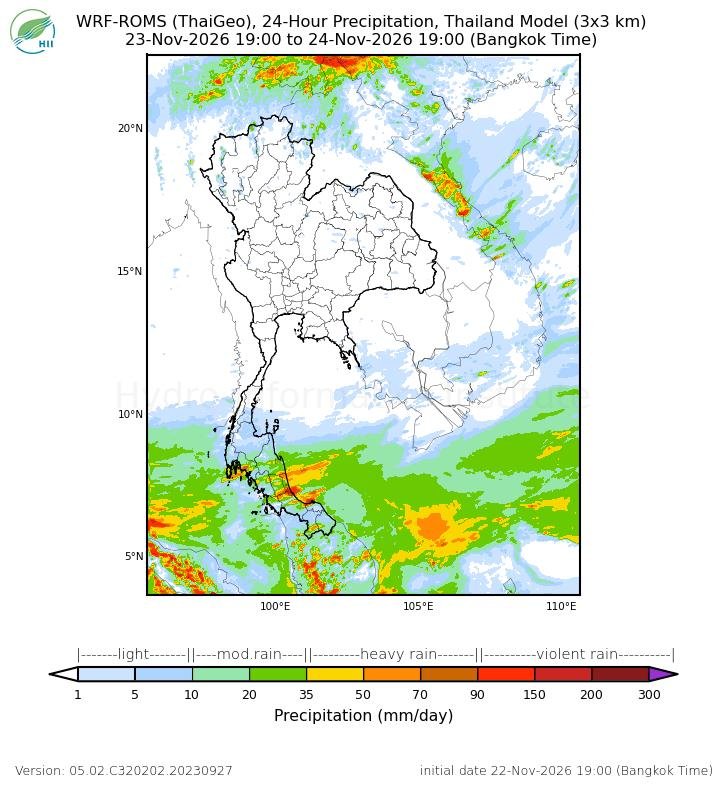 WRF-ROMS (ThaiGeo), 24-Hour Precipitation, Thailand Model (3x3 km)
23-Nov-2026 19:00 to 24-Nov-2026 19:00 (Bangkok Time)
HII
20°N
15°N
10°N
5°N
100°E 105°E 110°E
|-------light-------||----mod.rain----||---------heavy rain--------||----------violent rain----------|
1 5 10 20 35 50 70 90 150 200 300
Precipitation (mm/day)
Version: 05.02.C320202.20230927
initial date 22-Nov-2026 19:00 (Bangkok Time)